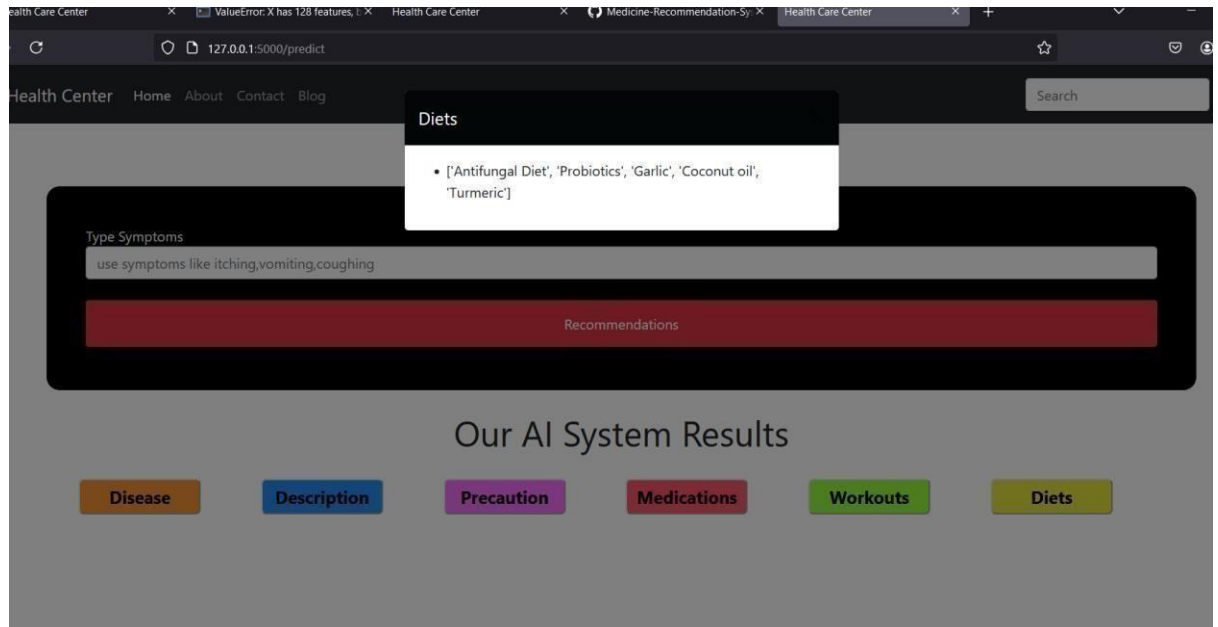 ealth Care Center ValueError: X has 128 features, b Health Care Center Medicine-Recommendation-Sy Health Care Center
127.0.0.1:5000/predict
Health Center Home About Contact Blog Search
Diets
• ['Antifungal Diet', 'Probiotics', 'Garlic', 'Coconut oil',
'Turmeric']
Type Symptoms
use symptoms like itching,vomiting,coughing
Recommendations
Our AI System Results
Disease Description Precaution Medications Workouts Diets